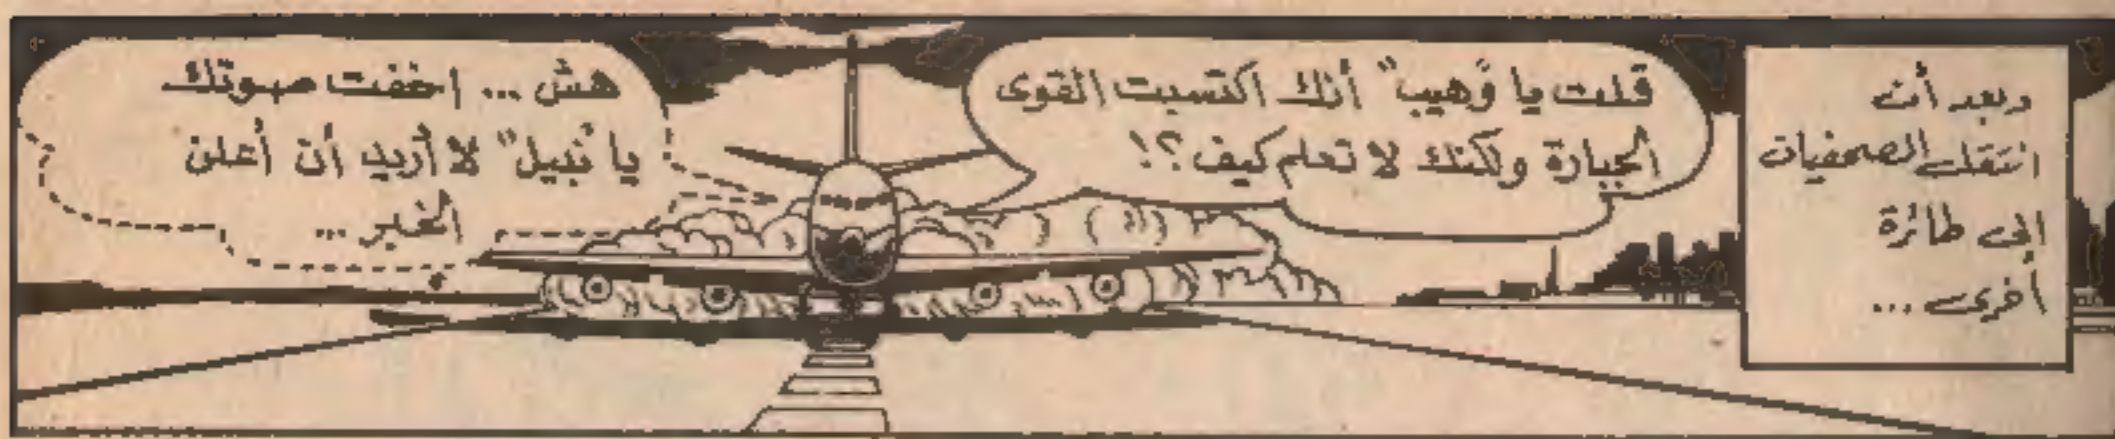 وبعد أن
انتقل الصحفيان
إلى طائرة
أخرى...
قلت يا "وهيب" أنك اكتسبت القوى
الجبارة ولكنك لا تعلم كيف؟!
هش... اخفت صوتك
يا "نبيل" لا أريد أن أعلن
الخبر...